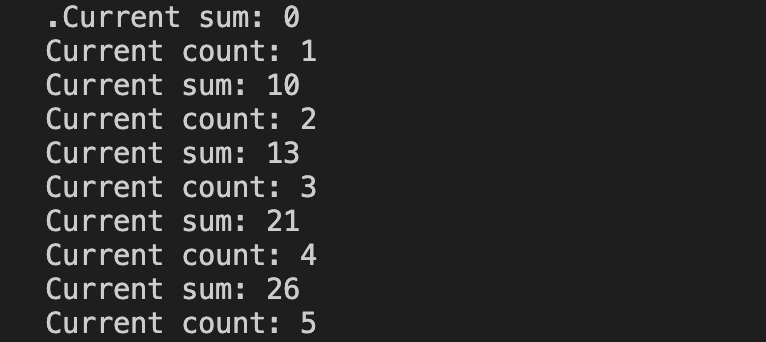 .Current sum: 0
Current count: 1
Current sum: 10
Current count: 2
Current sum: 13
Current count: 3
Current sum: 21
Current count: 4
Current sum: 26
Current count: 5